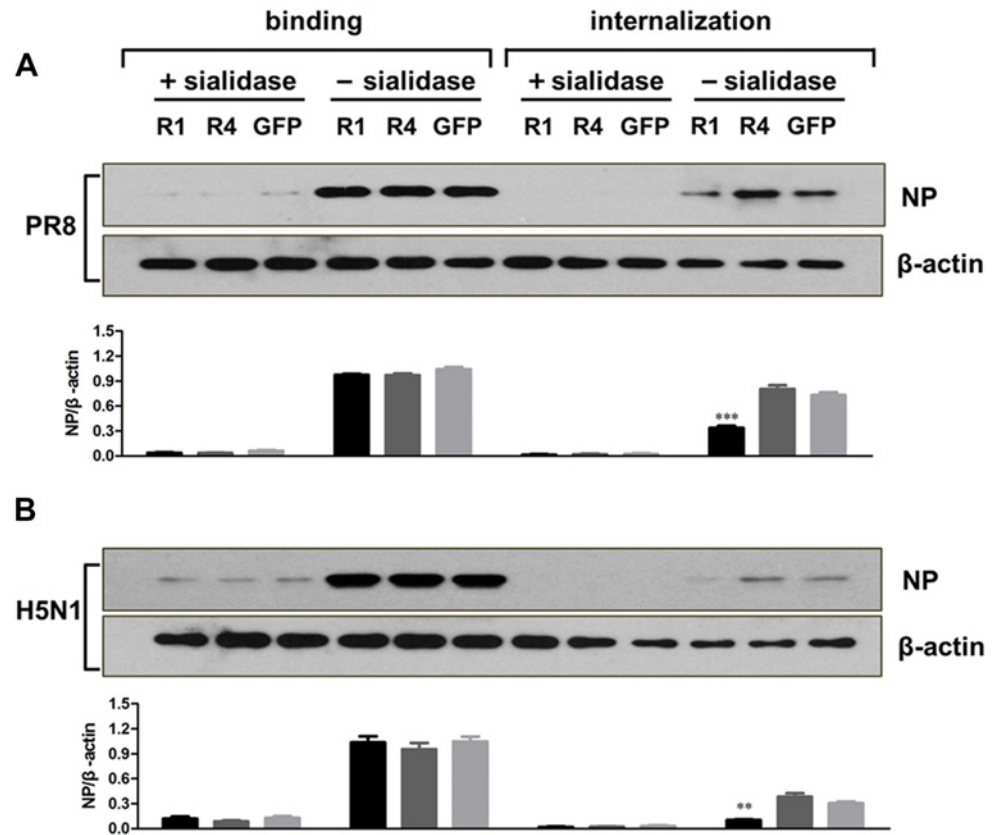 binding internalization
A
+ sialidase – sialidase + sialidase – sialidase
R1 R4 GFP R1 R4 GFP R1 R4 GFP R1 R4 GFP
PR8
NP
β-actin
NP/β -actin
1.5
1.2
0.9
0.6
0.3
0.0
***
B
H5N1
NP
β-actin
NP/β -actin
1.5
1.2
0.9
0.6
0.3
0.0
**